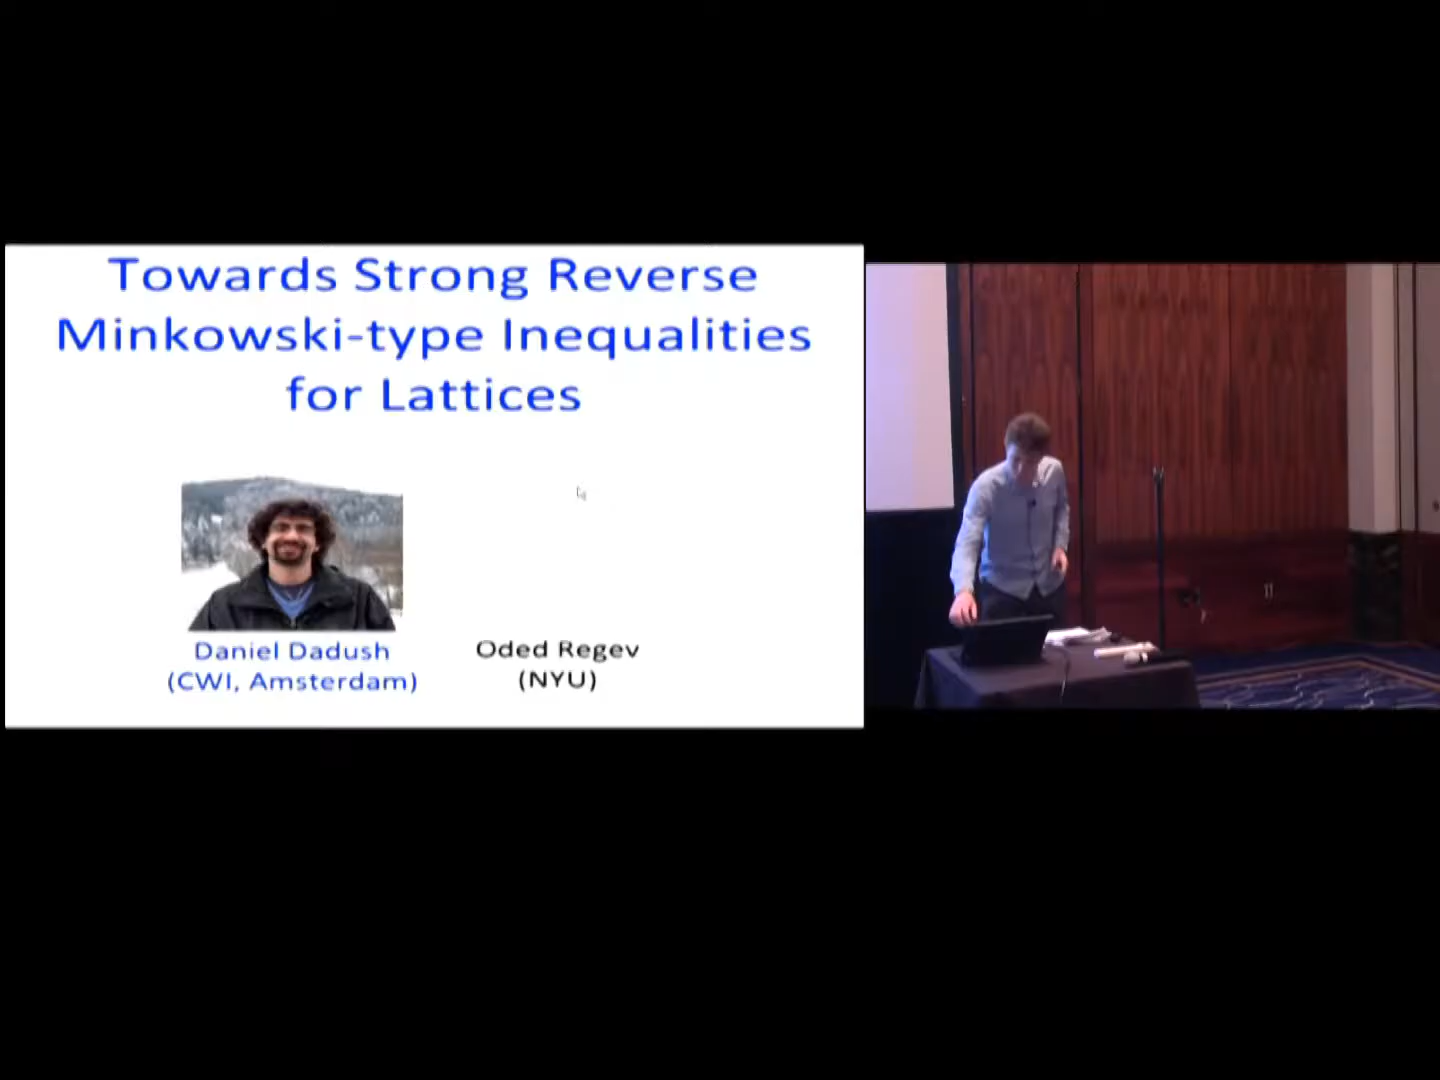 Towards Strong Reverse
Minkowski-type Inequalities
for Lattices
Daniel Dadush
(CWI, Amsterdam)
Oded Regev
(NYU)